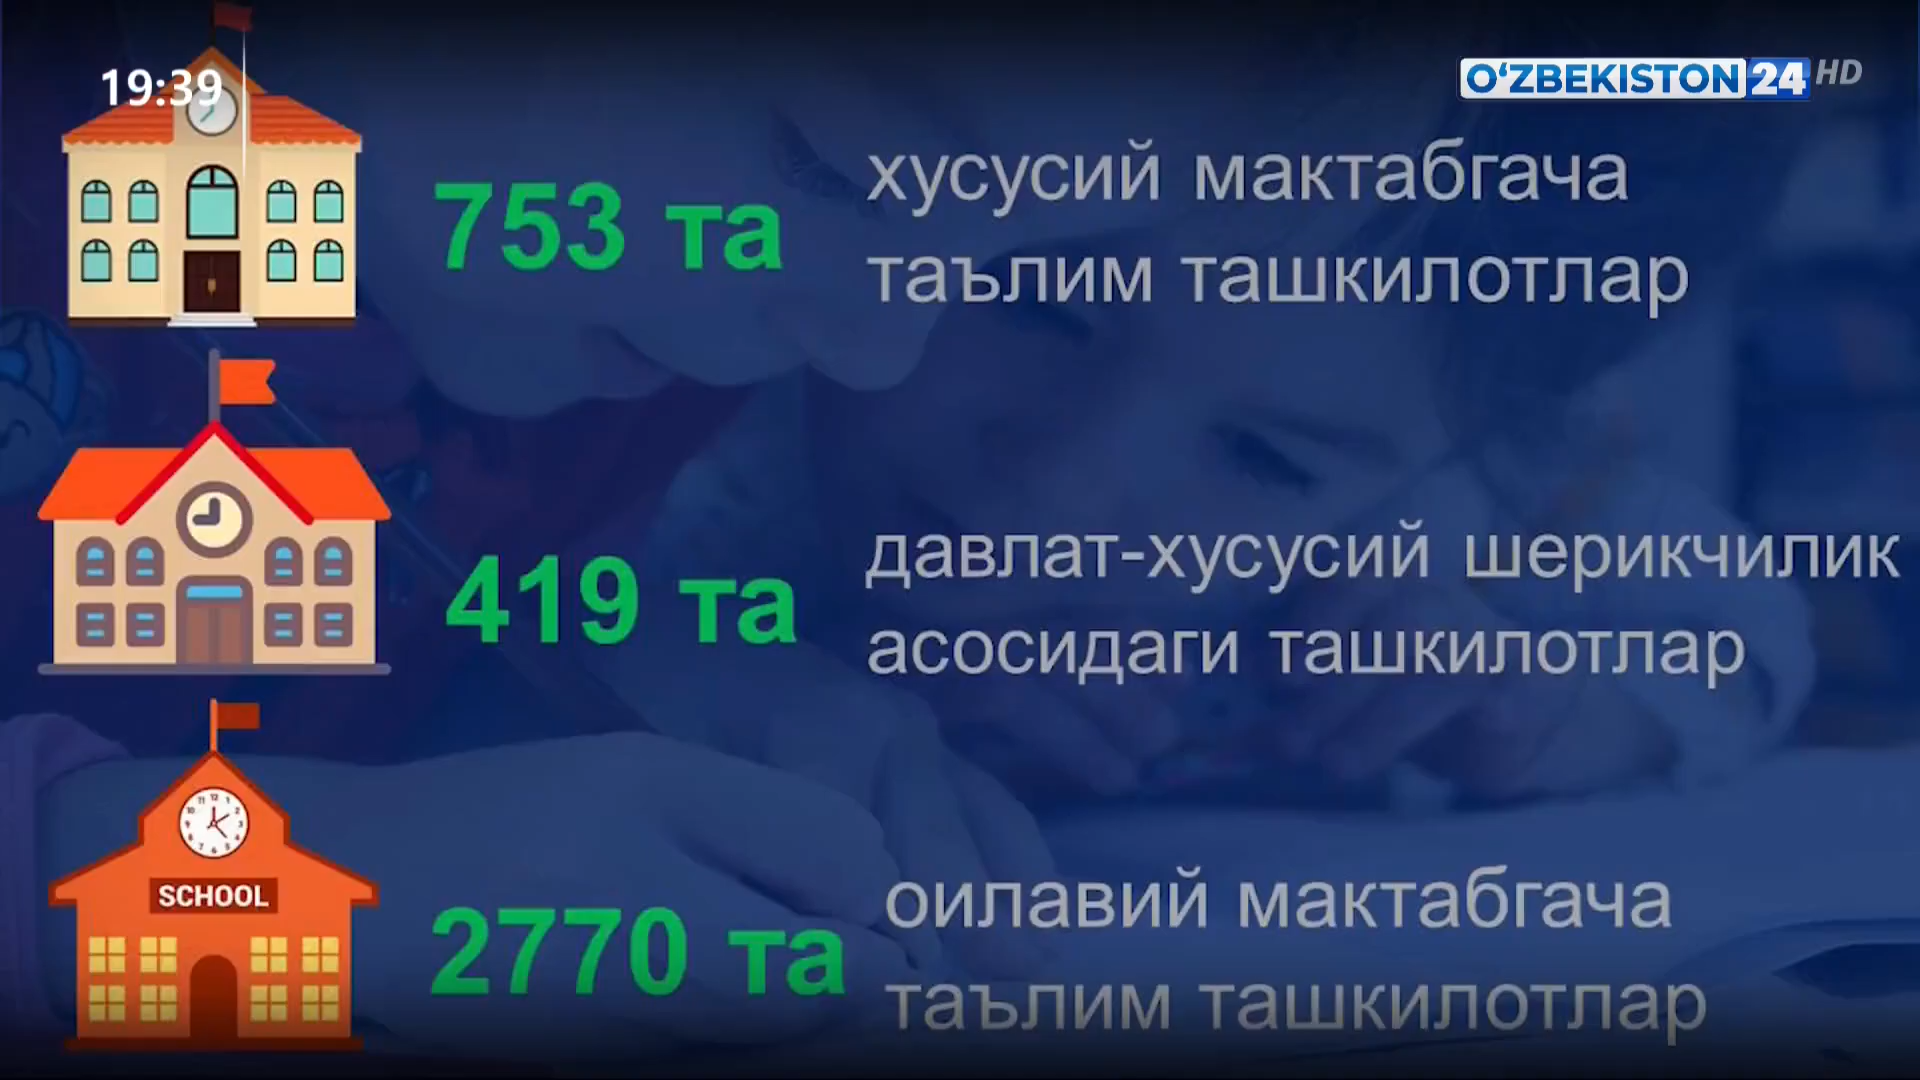 19:39
O‘ZBEKISTON 24 HD
753 та
хусусий мактабгача
таълим ташкилотлар
419 та
давлат-хусусий шерикчилик
асосидаги ташкилотлар
SCHOOL
2770 та
оилавий мактабгача
таълим ташкилотлар